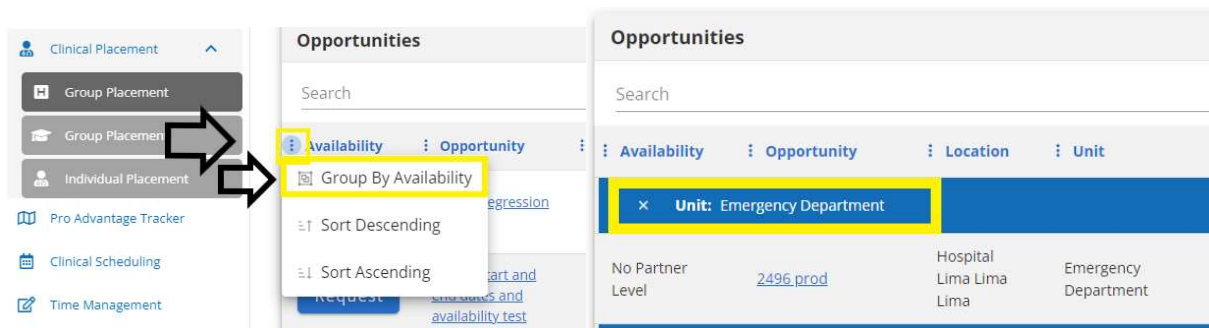 Clinical Placement
Group Placement
Group Placemen
Individual Placement
Pro Advantage Tracker
Clinical Scheduling
Time Management
Opportunities
Search
Availability
Opportunity
Group By Availability
Sort Descending
Sort Ascending
egression
art and
end dates and
availability test
Request
Opportunities
Search
Availability
Opportunity
Location
Unit
× Unit: Emergency Department
No Partner
Level
2496 prod
Hospital
Lima Lima
Lima
Emergency
Department